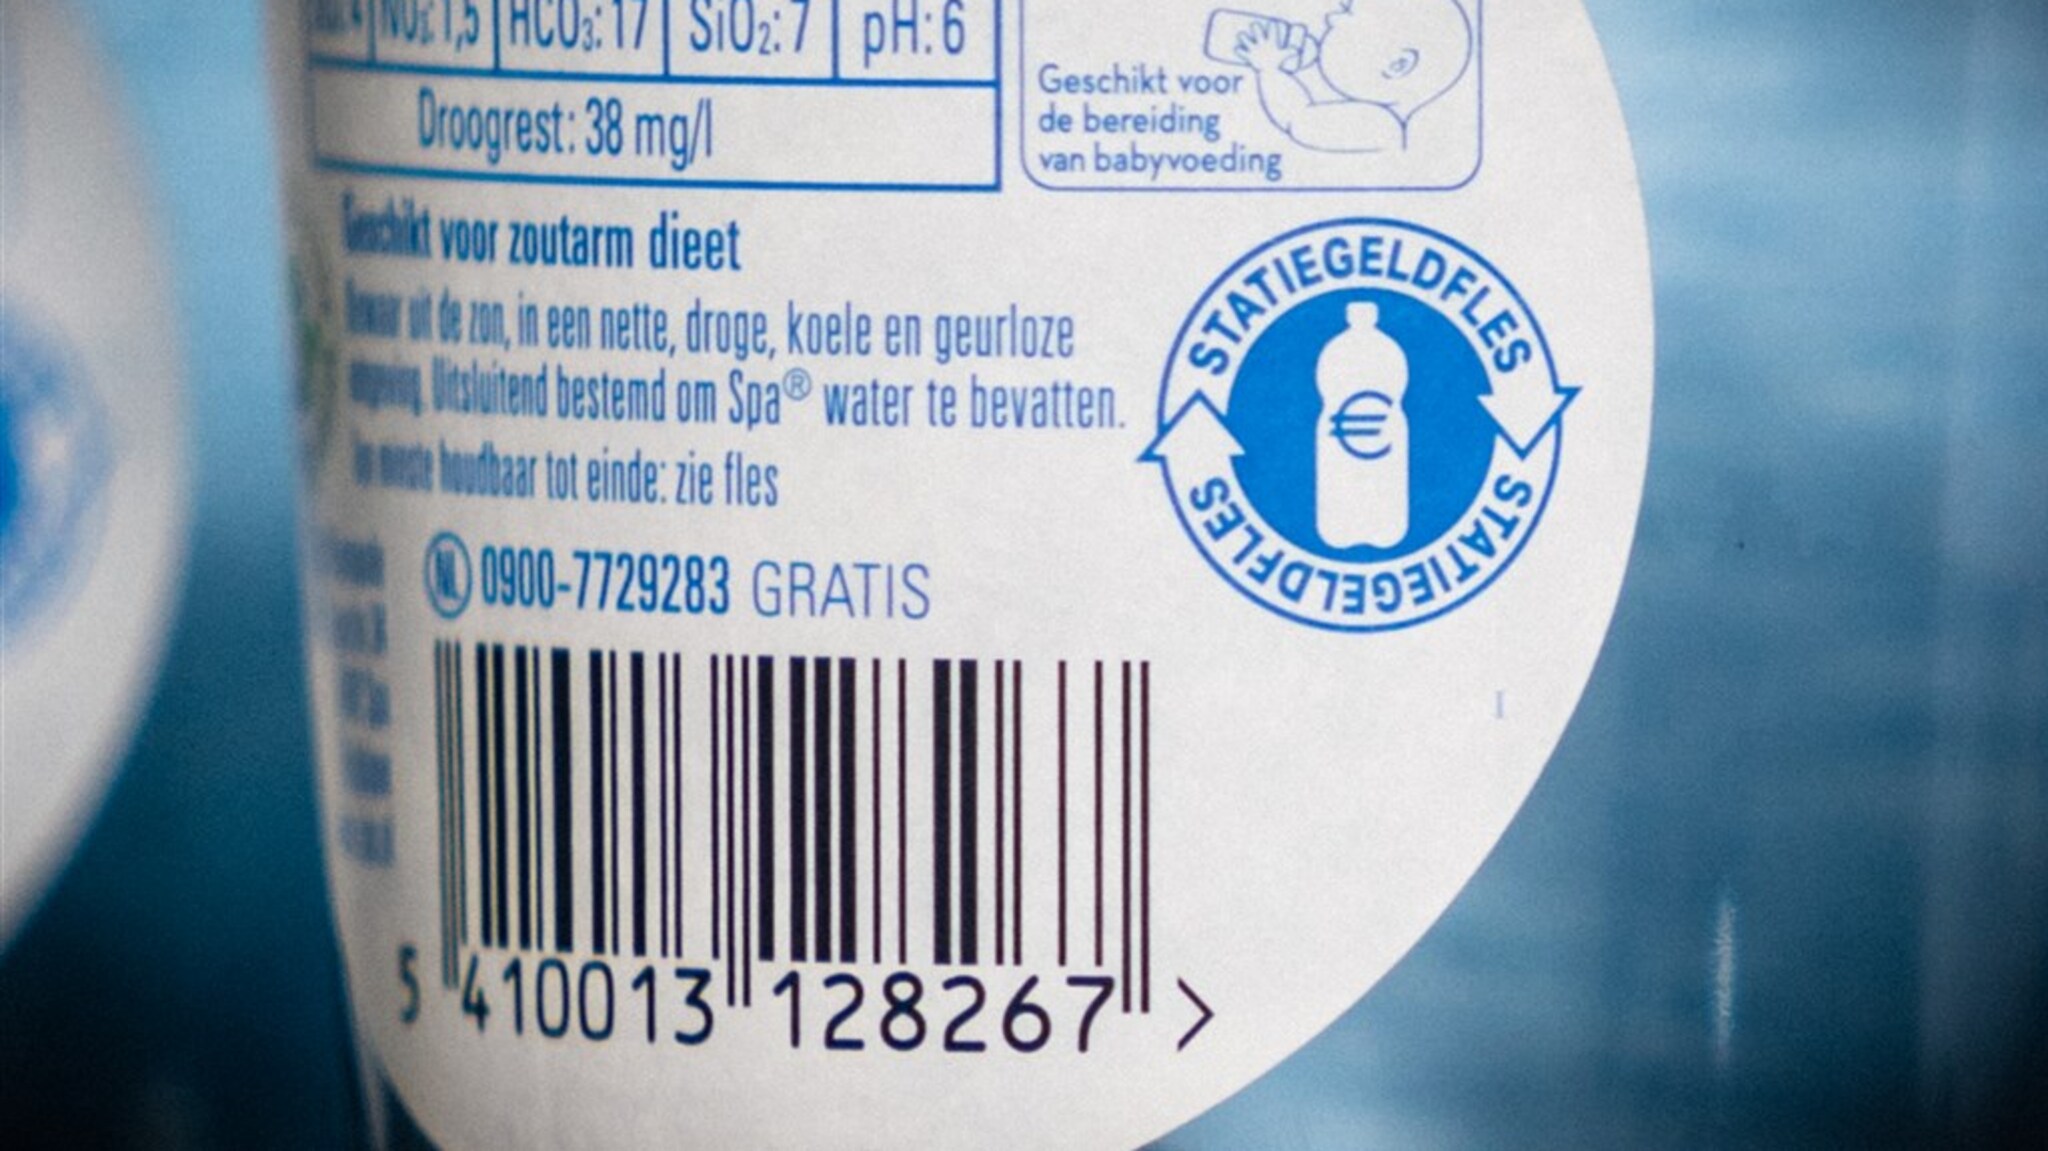 NO₃: 1,5 HCO₃: 17 SiO₂: 7 pH: 6
Droogrest: 38 mg/l
Geschikt voor
de bereiding
van babyvoeding
Geschikt voor zoutarm dieet
Bewaar uit de zon, in een nette, droge, koele en geurloze
omgeving. Uitsluitend bestemd om Spa® water te bevatten.
Ten minste houdbaar tot einde: zie fles
STATIEGELDFLES
STATIEGELDFLES
€
NL 0900-7729283 GRATIS
5 410013 128267 >